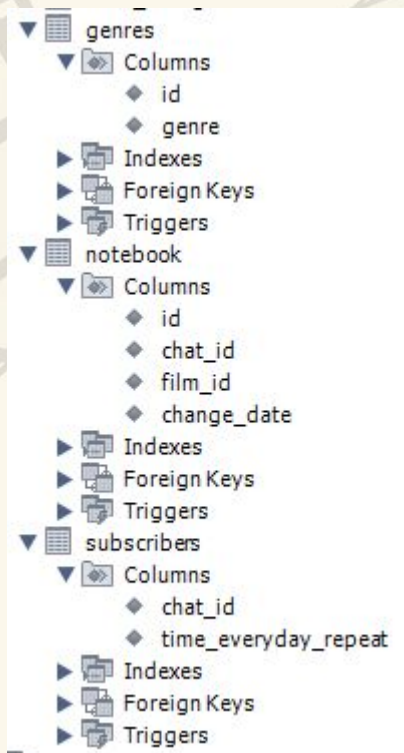 genres
Columns
id
genre
Indexes
Foreign Keys
Triggers
notebook
Columns
id
chat_id
film_id
change_date
Indexes
Foreign Keys
Triggers
subscribers
Columns
chat_id
time_everyday_repeat
Indexes
Foreign Keys
Triggers